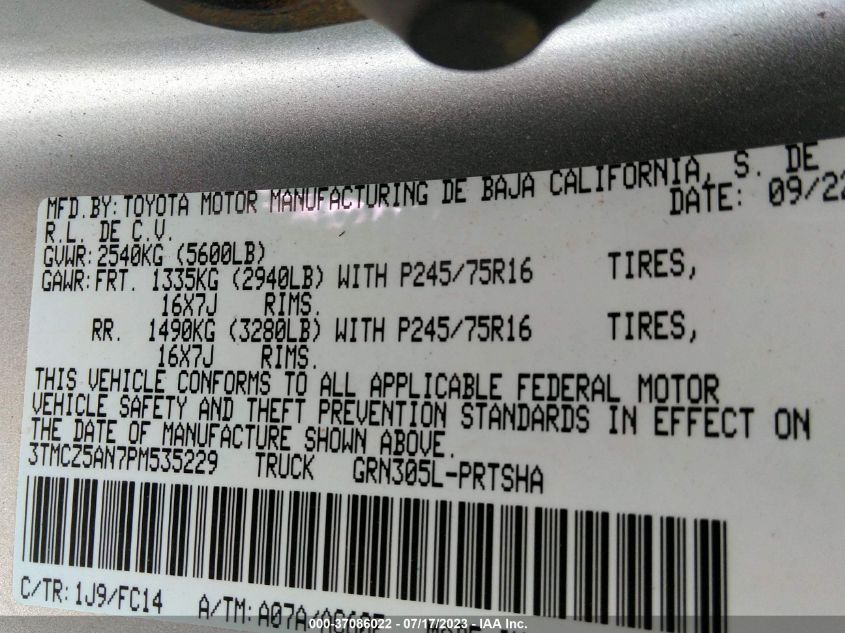 MFD.BY:TOYOTA MOTOR MANUFACTURING DE BAJA CALIFORNIA, S. DE
R.L. DE C.V. DATE: 09/22
GVWR:2540KG (5600LB)
GAWR:FRT. 1335KG (2940LB) WITH P245/75R16 TIRES,
16X7J RIMS.
RR. 1490KG (3280LB) WITH P245/75R16 TIRES,
16X7J RIMS.
THIS VEHICLE CONFORMS TO ALL APPLICABLE FEDERAL MOTOR
VEHICLE SAFETY AND THEFT PREVENTION STANDARDS IN EFFECT ON
THE DATE OF MANUFACTURE SHOWN ABOVE.
3TMCZ5AN7PM535229 TRUCK GRN305L-PRTSHA
C/TR:1J9/FC14 A/TM:
000-37086022 - 07/17/2023 - IAA Inc.